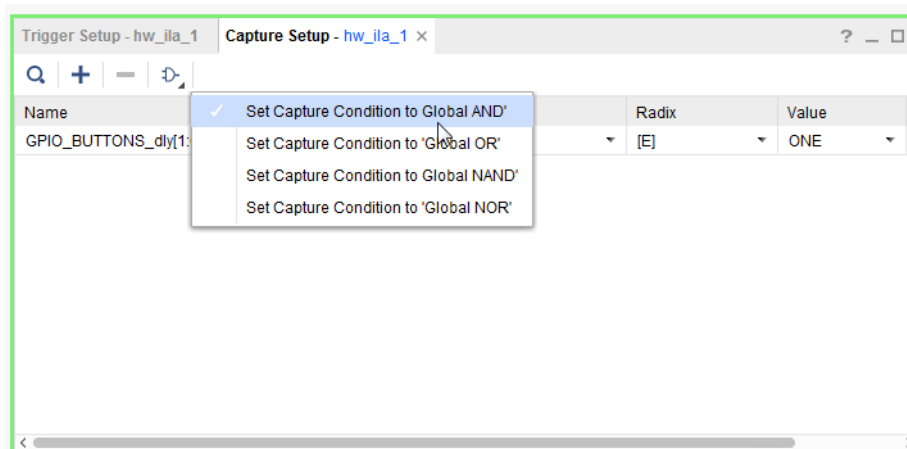 Trigger Setup - hw_ila_1 Capture Setup - hw_ila_1 × ?
Name Radix Value
GPIO_BUTTONS_dly[1: [E] ONE
Set Capture Condition to Global AND'
Set Capture Condition to 'Global OR'
Set Capture Condition to Global NAND'
Set Capture Condition to 'Global NOR'